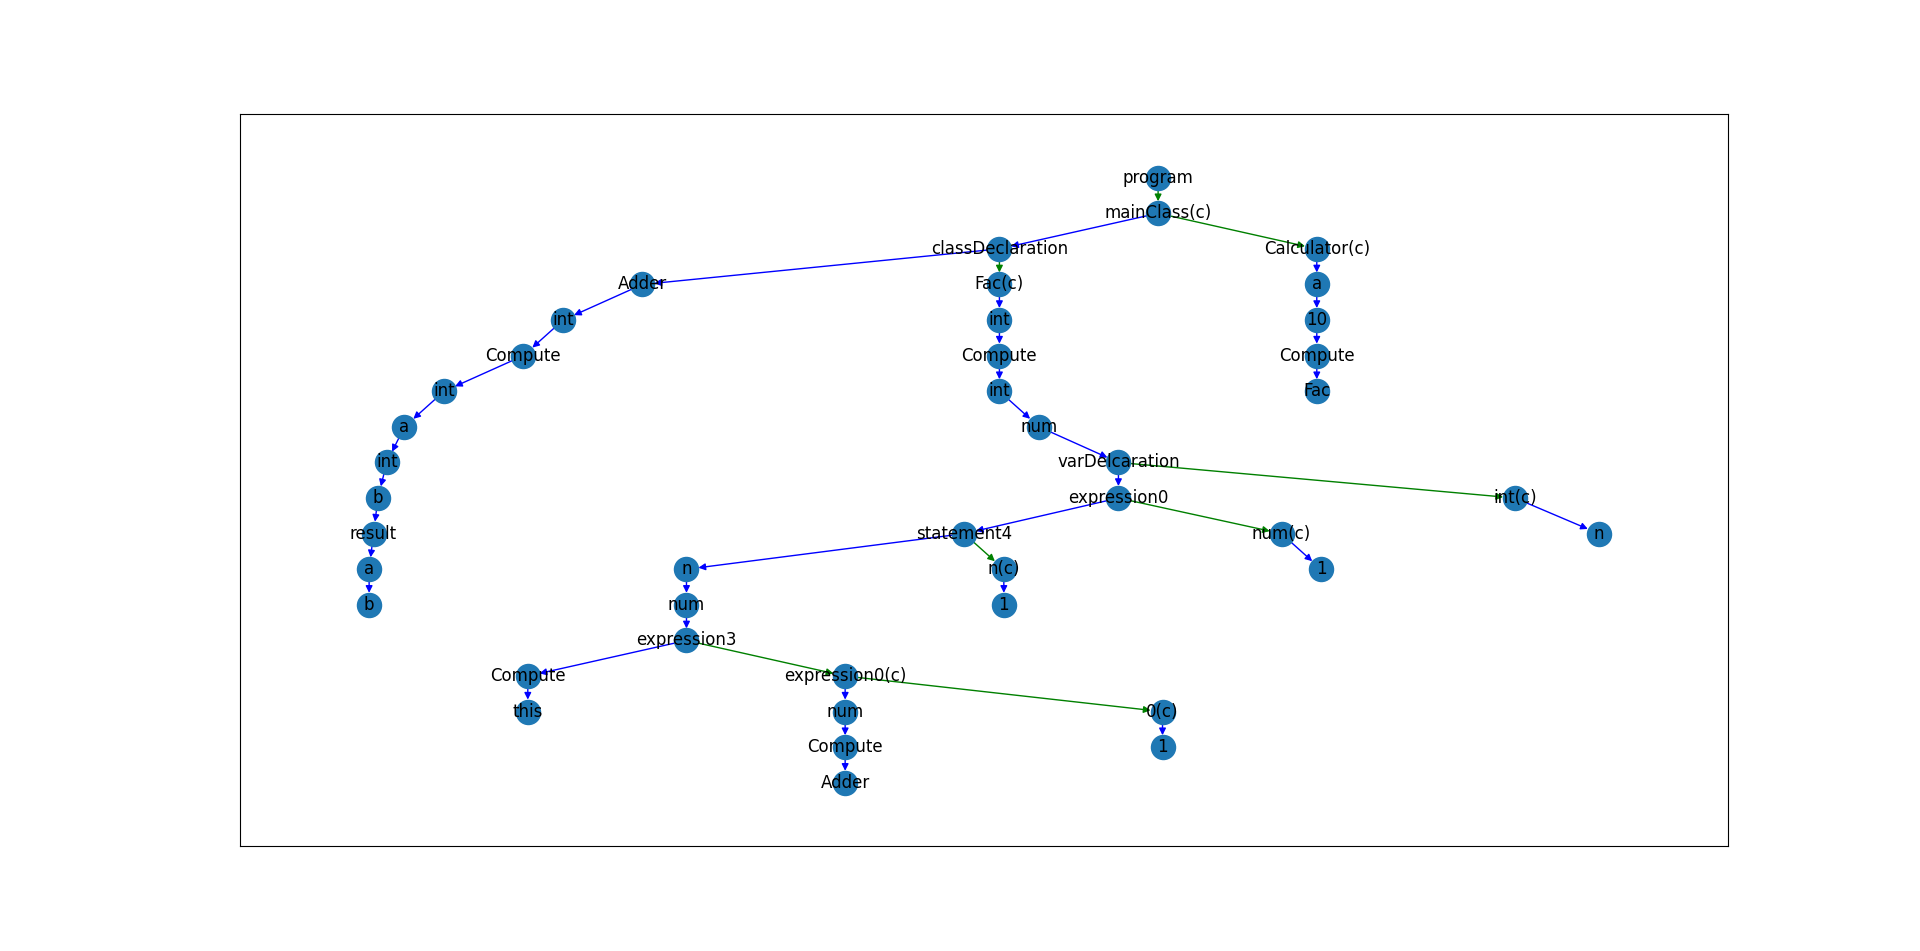 program
mainClass(c)
classDeclaration Calculator(c)
Adder Fac(c) a
int int 10
Compute Compute Compute
int int Fac
a num
int varDelcaration
b expression0 int(c)
result statement4 num(c) n
a n n(c) 1
b num 1
expression3
Compute expression0(c)
this num 0(c)
Compute 1
Adder